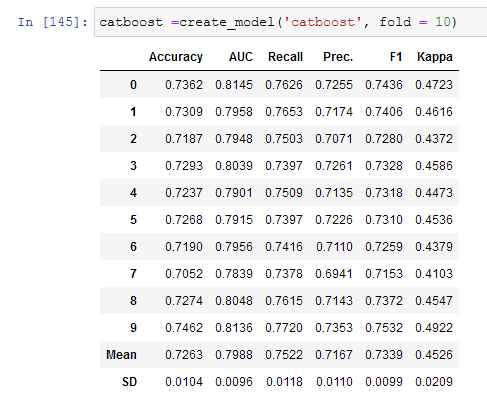 In [145]: catboost =create_model('catboost', fold = 10)
Accuracy AUC Recall Prec. F1 Kappa
0 0.7362 0.8145 0.7626 0.7255 0.7436 0.4723
1 0.7309 0.7958 0.7653 0.7174 0.7406 0.4616
2 0.7187 0.7948 0.7503 0.7071 0.7280 0.4372
3 0.7293 0.8039 0.7397 0.7261 0.7328 0.4586
4 0.7237 0.7901 0.7509 0.7135 0.7318 0.4473
5 0.7268 0.7915 0.7397 0.7226 0.7310 0.4536
6 0.7190 0.7956 0.7416 0.7110 0.7259 0.4379
7 0.7052 0.7839 0.7378 0.6941 0.7153 0.4103
8 0.7274 0.8048 0.7615 0.7143 0.7372 0.4547
9 0.7462 0.8136 0.7720 0.7353 0.7532 0.4922
Mean 0.7263 0.7988 0.7522 0.7167 0.7339 0.4526
SD 0.0104 0.0096 0.0118 0.0110 0.0099 0.0209